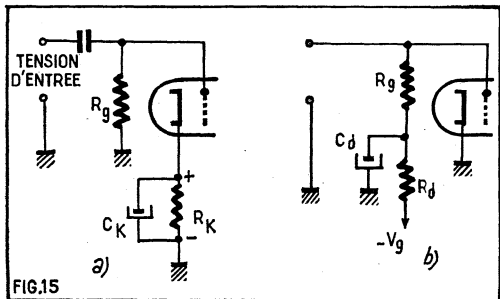 TENSION
D'ENTREE
Rg
+
CK
RK
-
a)
Rg
Cd
Rd
-Vg
b)
FIG.15